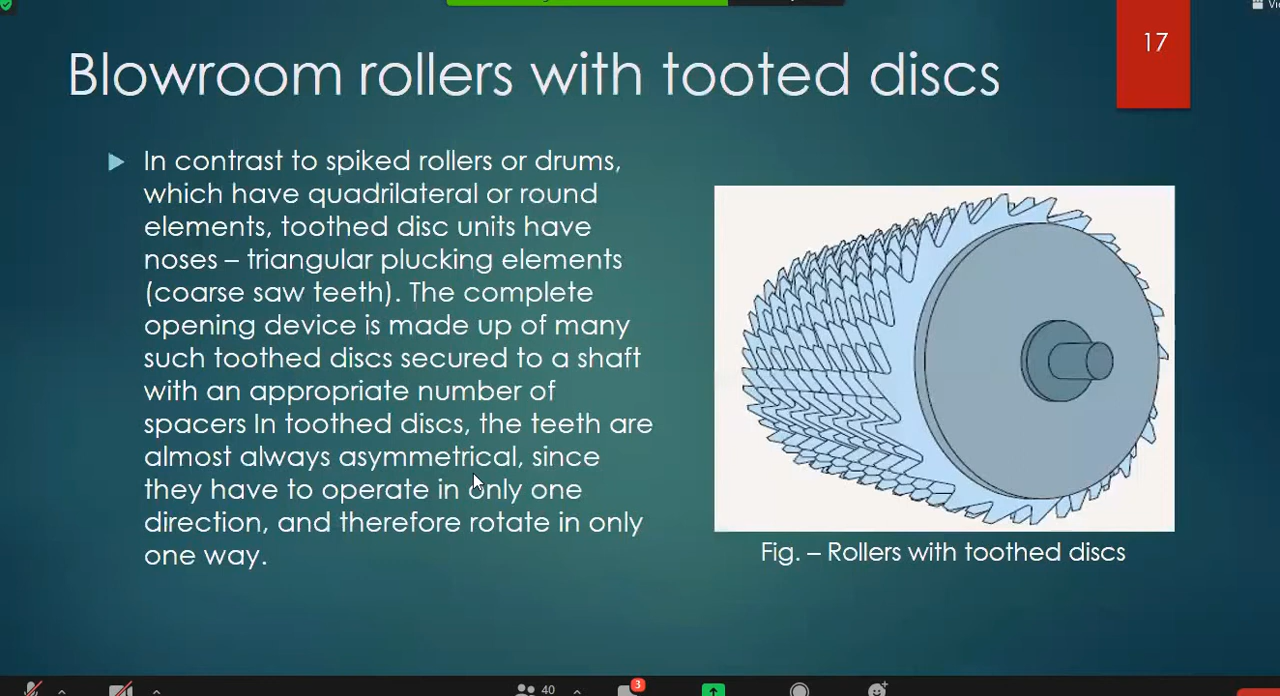 17
Blowroom rollers with tooted discs
In contrast to spiked rollers or drums,
which have quadrilateral or round
elements, toothed disc units have
noses – triangular plucking elements
(coarse saw teeth). The complete
opening device is made up of many
such toothed discs secured to a shaft
with an appropriate number of
spacers In toothed discs, the teeth are
almost always asymmetrical, since
they have to operate in only one
direction, and therefore rotate in only
one way.
Fig. – Rollers with toothed discs
40
3